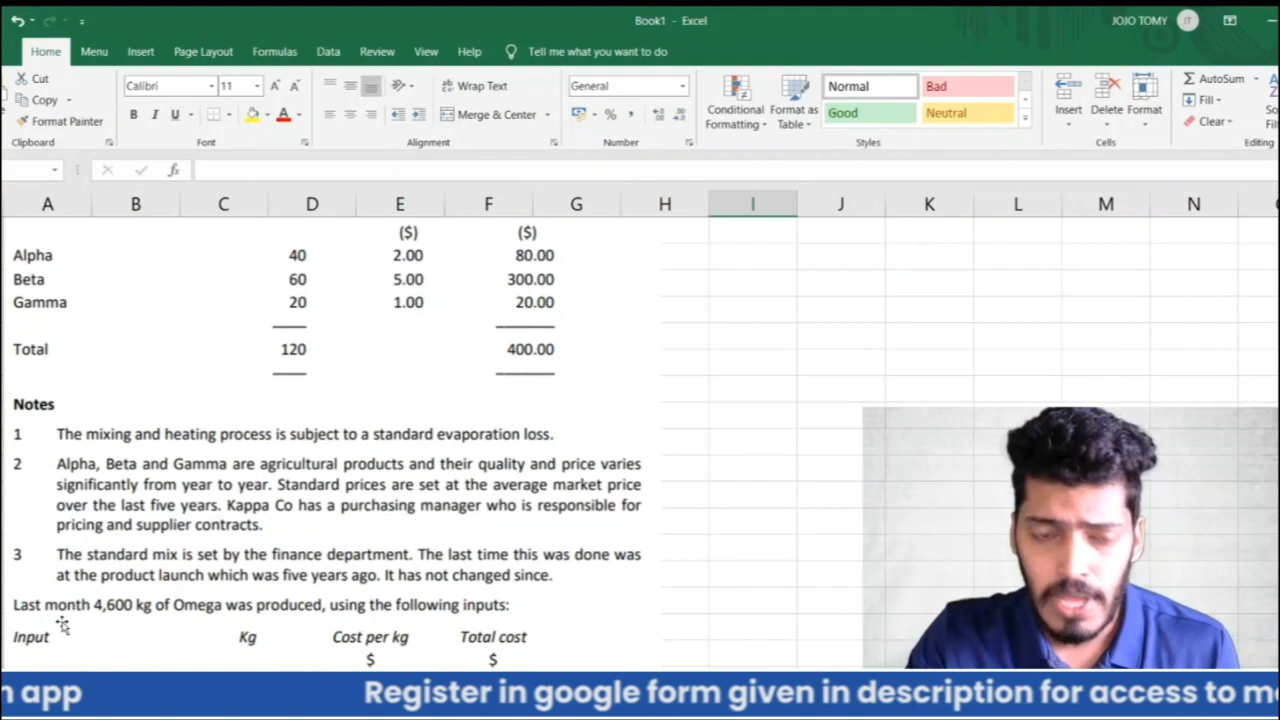 Book1 - Excel
JOJO TOMY
JT
Home Menu Insert Page Layout Formulas Data Review View Help Tell me what you want to do
Cut
Copy
Format Painter
Clipboard
Calibri 11
B I U
Font
Wrap Text
Merge & Center
Alignment
General
% ,
Number
Conditional Formatting
Format as Table
Normal Bad
Good Neutral
Styles
Insert Delete Format
Cells
AutoSum
Fill
Clear
Editing
fx
A B C D E F G H I J K L M N
($) ($)
Alpha 40 2.00 80.00
Beta 60 5.00 300.00
Gamma 20 1.00 20.00
Total 120 400.00
Notes
1 The mixing and heating process is subject to a standard evaporation loss.
2 Alpha, Beta and Gamma are agricultural products and their quality and price varies
significantly from year to year. Standard prices are set at the average market price
over the last five years. Kappa Co has a purchasing manager who is responsible for
pricing and supplier contracts.
3 The standard mix is set by the finance department. The last time this was done was
at the product launch which was five years ago. It has not changed since.
Last month 4,600 kg of Omega was produced, using the following inputs:
Input Kg Cost per kg Total cost
$ $
n app Register in google form given in description for access to m